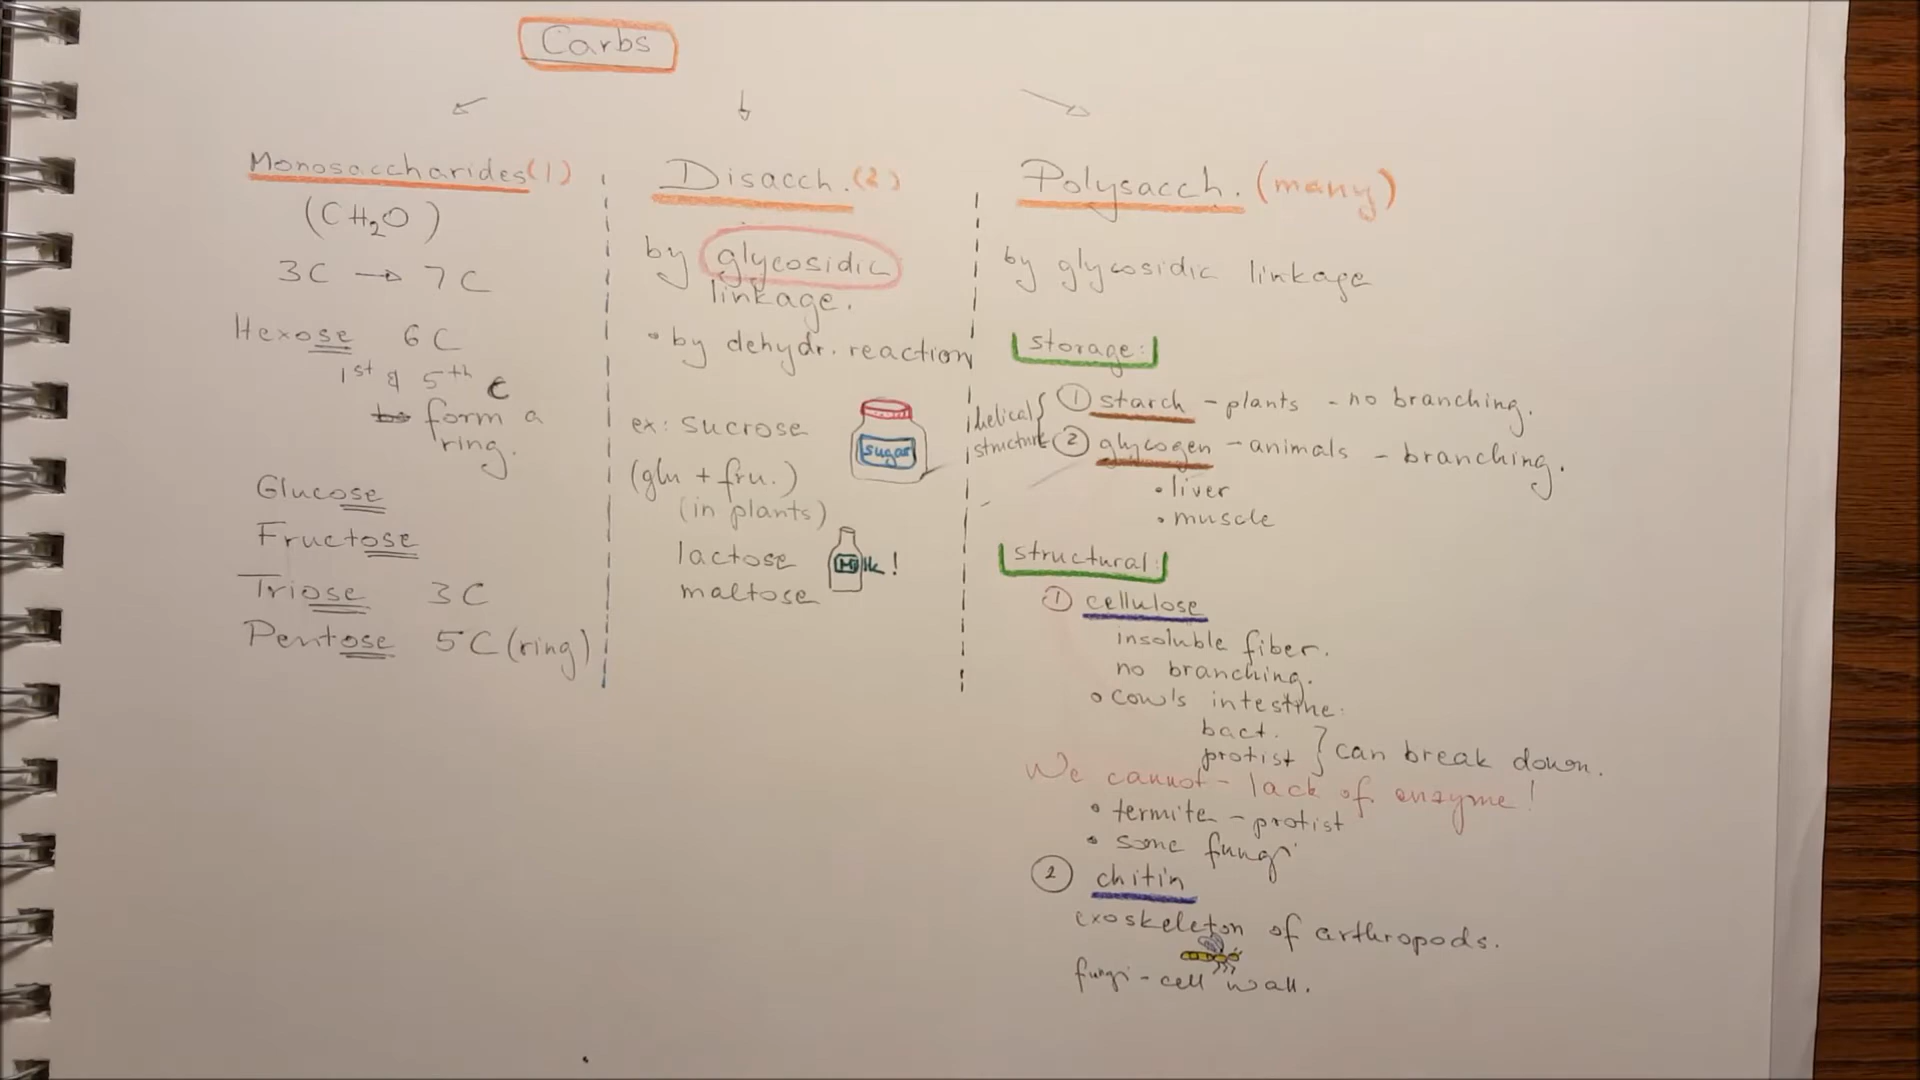 Carbs
Monosaccharides (1)
(CH₂O)
3C → 7C
Hexose 6C
1st & 5th C
form a
ring.
Glucose
Fructose
Triose 3C
Pentose 5C (ring)
Disacch. (2)
by glycosidic
linkage.
• by dehydr. reaction
ex: sucrose
sugar
(glu + fru.)
(in plants)
lactose
Milk!
maltose
Polysacch. (many)
by glycosidic linkage
storage:
helical
structure
① starch - plants - no branching.
② glycogen - animals - branching.
• liver
• muscle
structural:
① cellulose
insoluble fiber.
no branching.
• cow's intestine:
bact.
protist } can break down.
We cannot - lack of enzyme!
• termite - protist
• some fungi
② chitin
exoskeleton of arthropods.
fungi - cell wall.